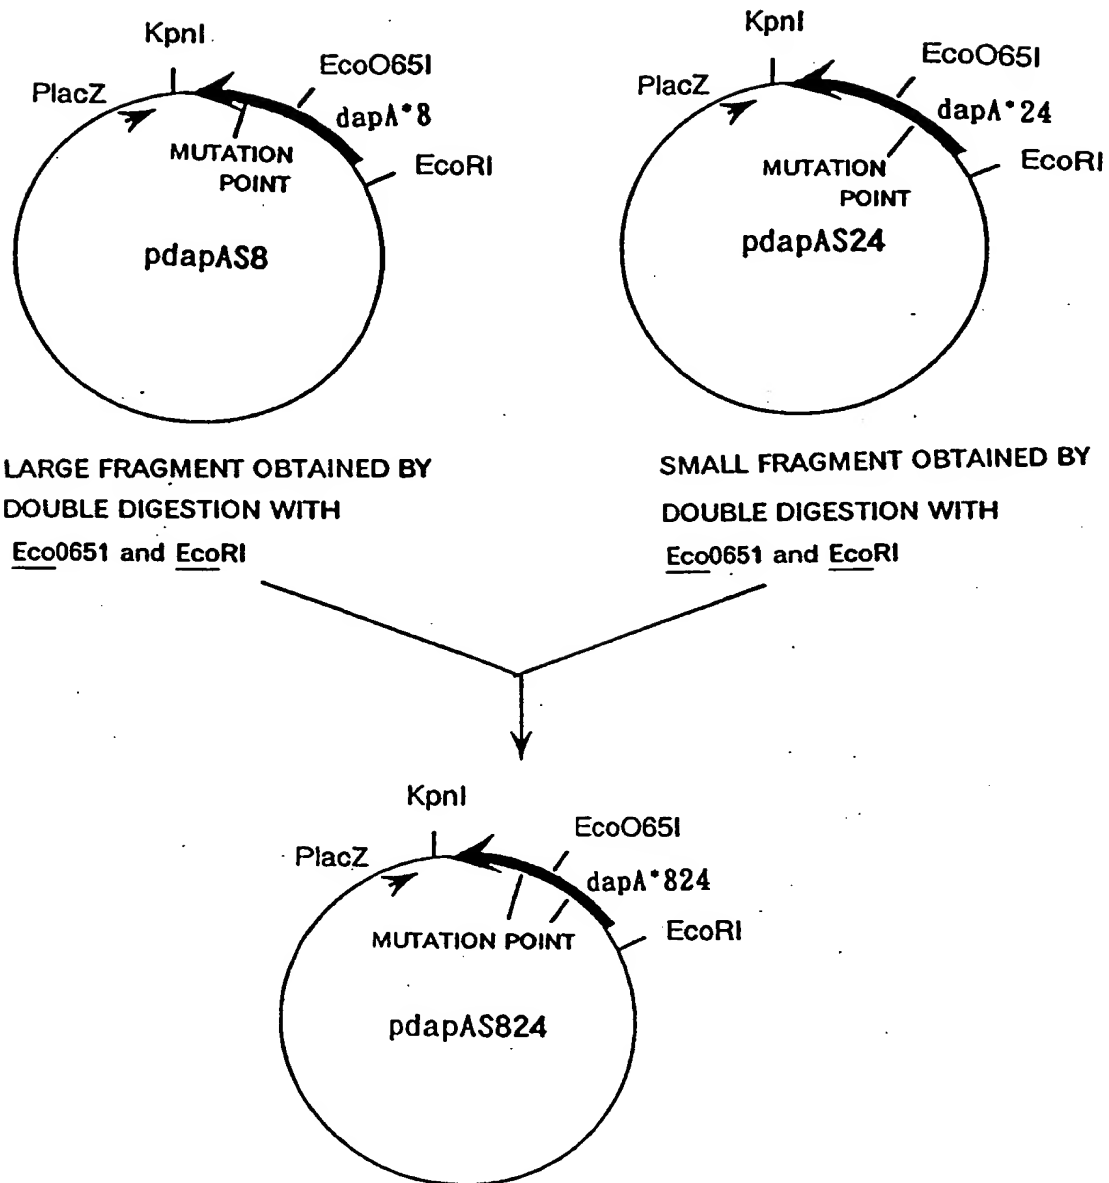 KpnI
EcoO65I
PlacZ
dapA*8
MUTATION
POINT
EcoRI
pdapAS8
KpnI
EcoO65I
PlacZ
dapA*24
MUTATION
POINT
EcoRI
pdapAS24
LARGE FRAGMENT OBTAINED BY
DOUBLE DIGESTION WITH
Eco0651 and EcoRI
SMALL FRAGMENT OBTAINED BY
DOUBLE DIGESTION WITH
Eco0651 and EcoRI
KpnI
EcoO65I
PlacZ
dapA*824
MUTATION POINT
EcoRI
pdapAS824